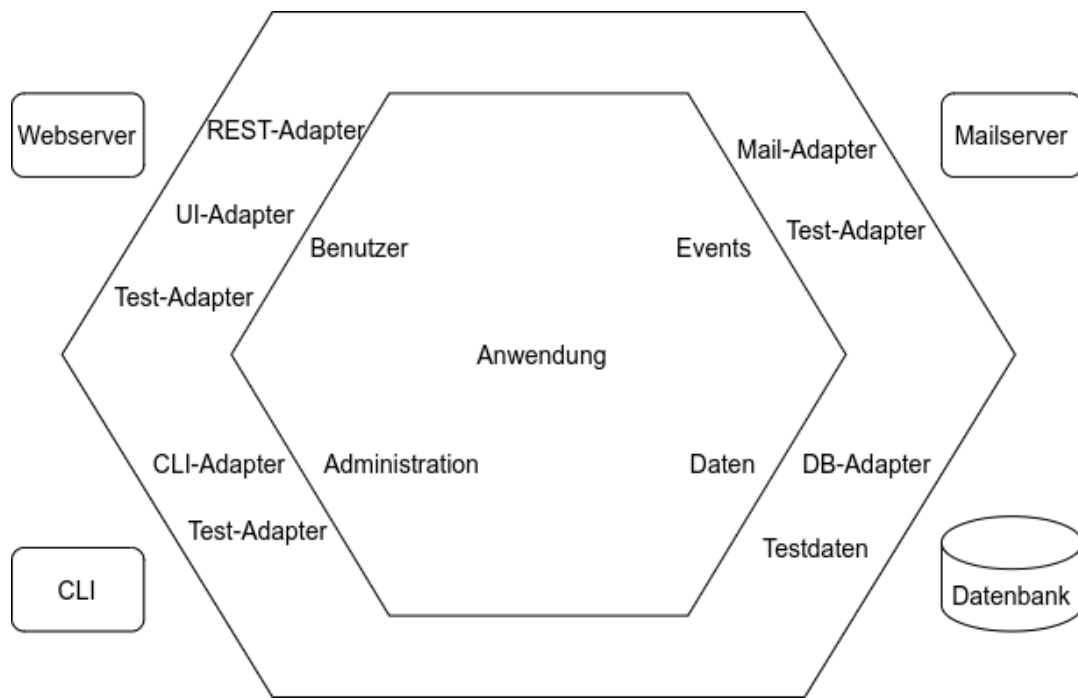 Webserver
REST-Adapter
Mail-Adapter
Mailserver
UI-Adapter
Test-Adapter
Benutzer
Events
Test-Adapter
Anwendung
CLI-Adapter
Administration
Daten
DB-Adapter
Test-Adapter
Testdaten
CLI
Datenbank